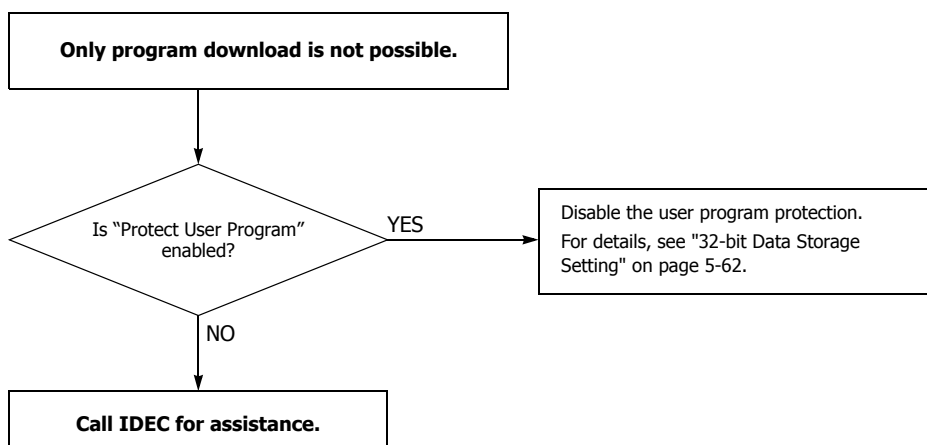 Only program download is not possible.
Is “Protect User Program”
enabled?
YES
Disable the user program protection.
For details, see "32-bit Data Storage
Setting" on page 5-62.
NO
Call IDEC for assistance.